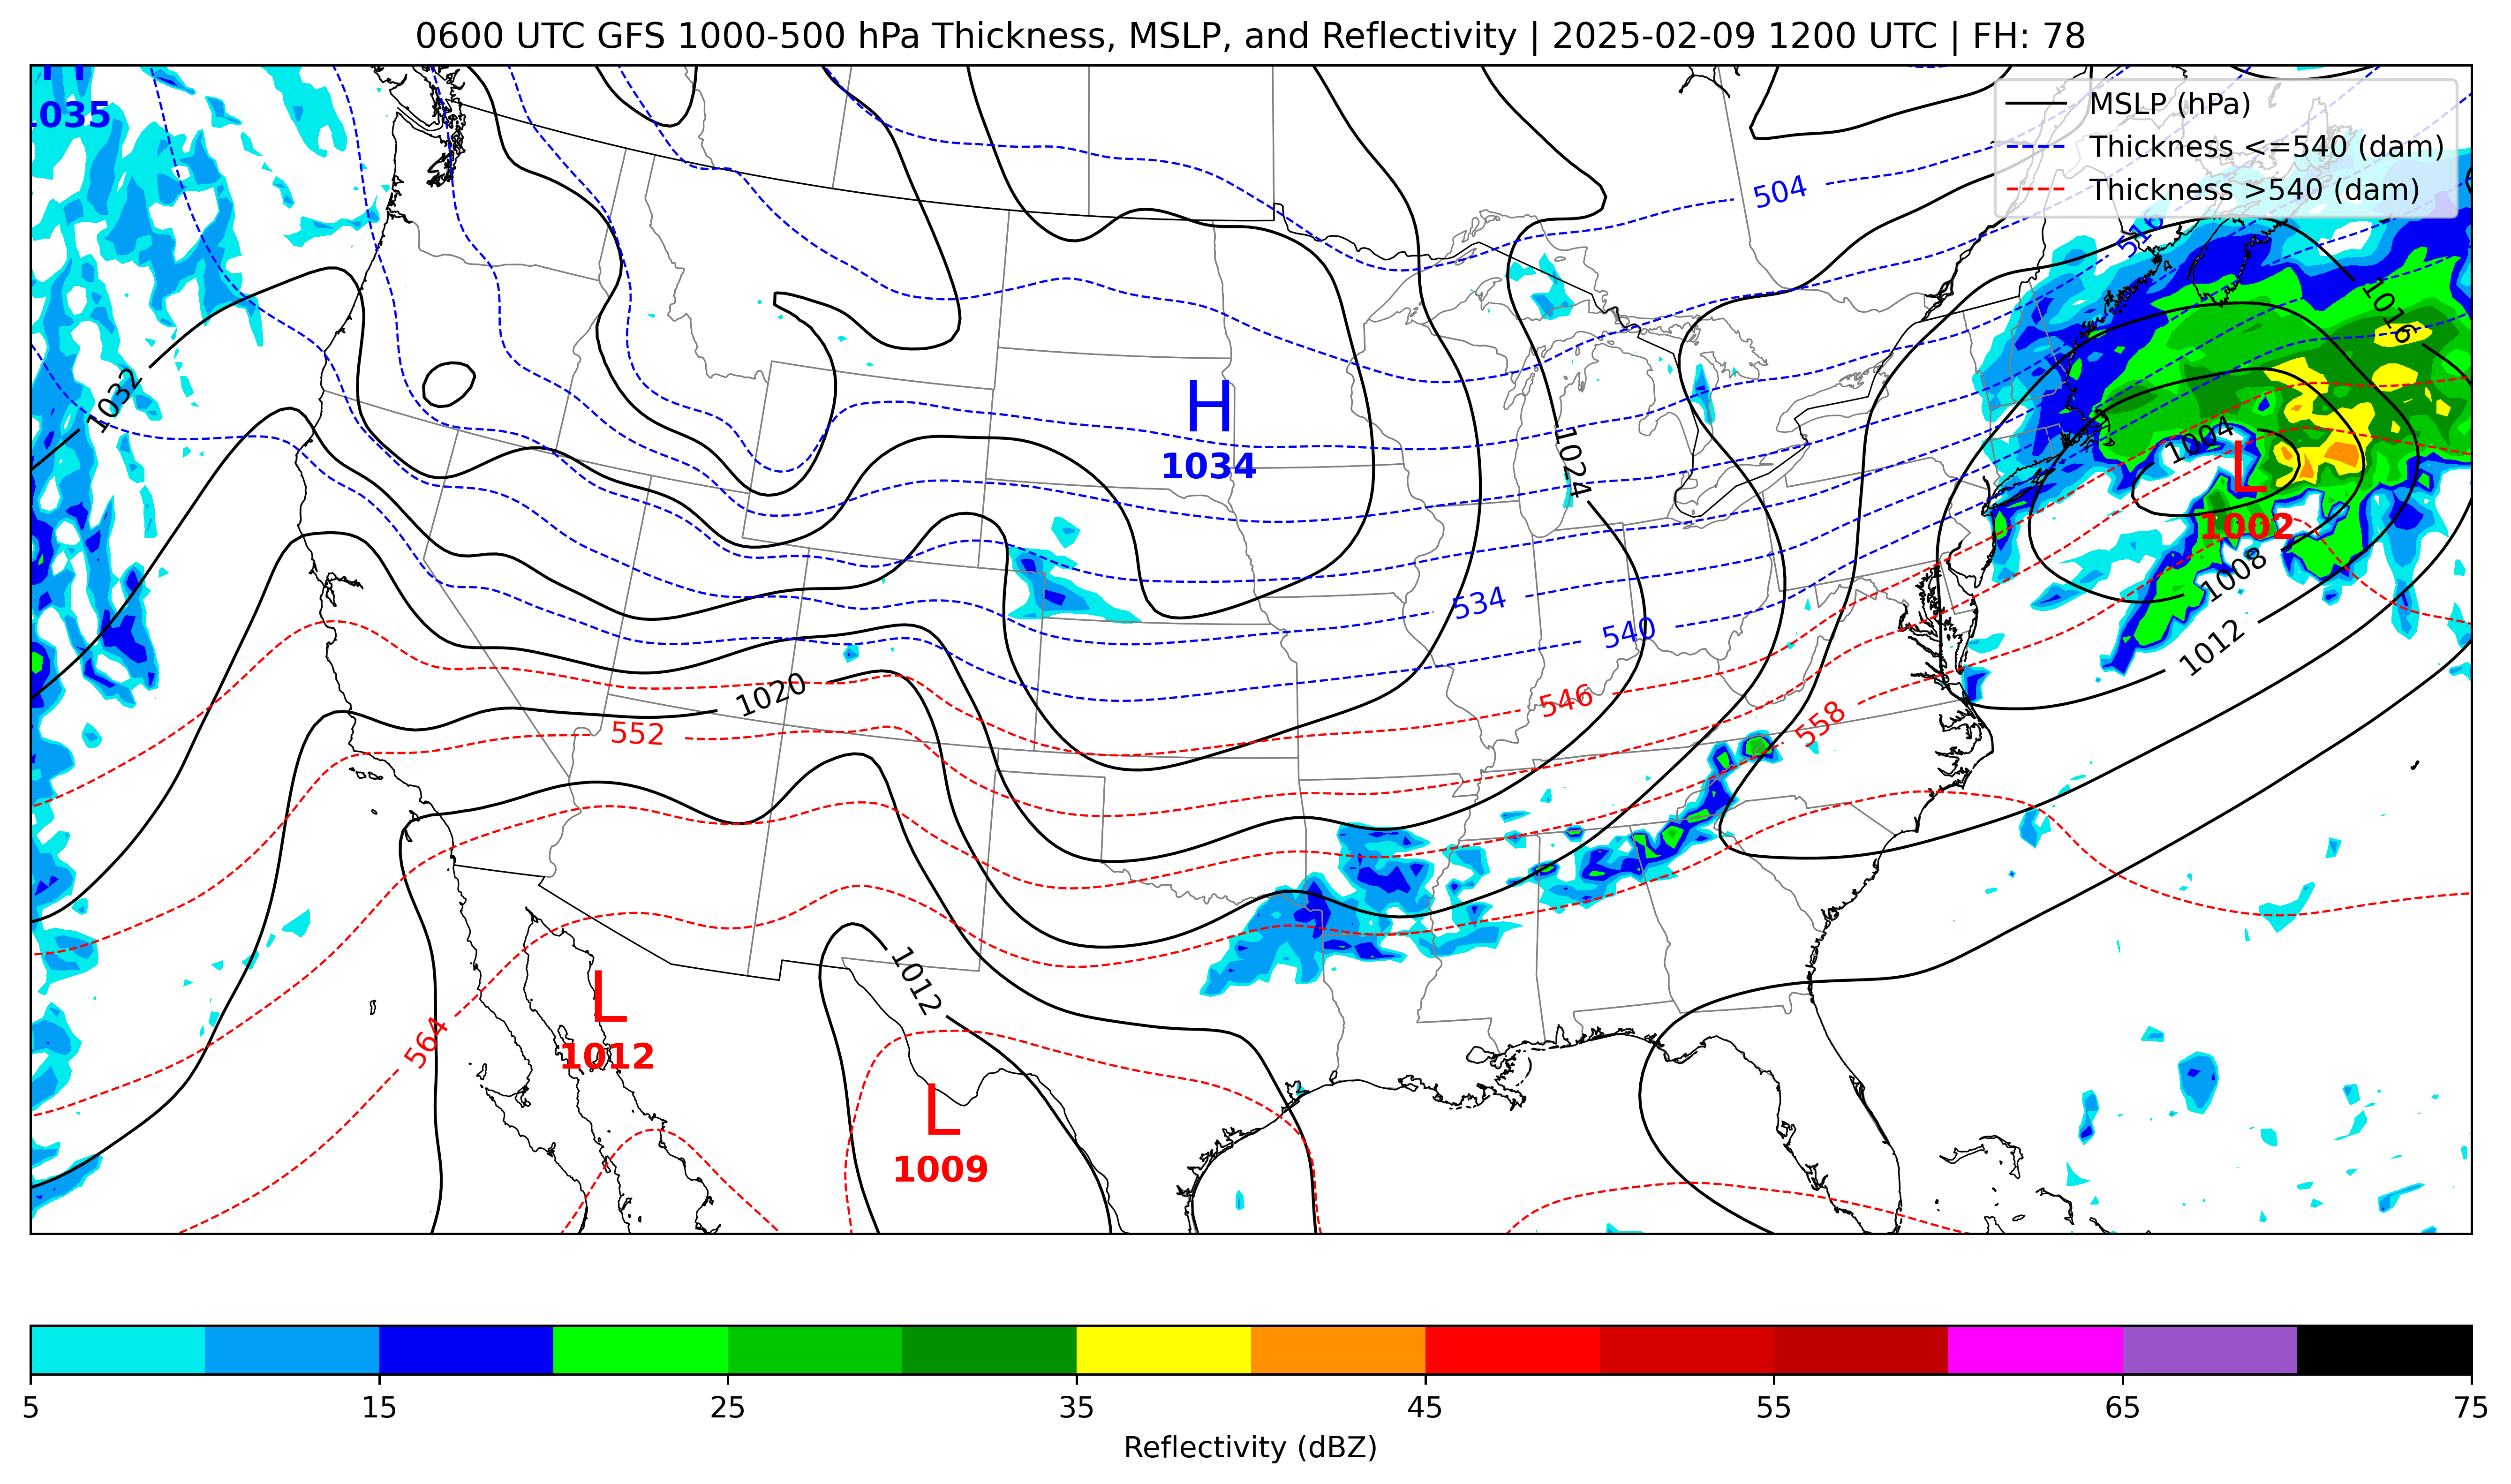 0600 UTC GFS 1000-500 hPa Thickness, MSLP, and Reflectivity | 2025-02-09 1200 UTC | FH: 78
H
1035
MSLP (hPa)
Thickness <=540 (dam)
Thickness >540 (dam)
504
516
1016
1032
H
1034
1024
1004
L
1002
1008
534
540
1012
1020
546
552
558
1012
L
1012
564
L
1009
5 15 25 35 45 55 65 75
Reflectivity (dBZ)